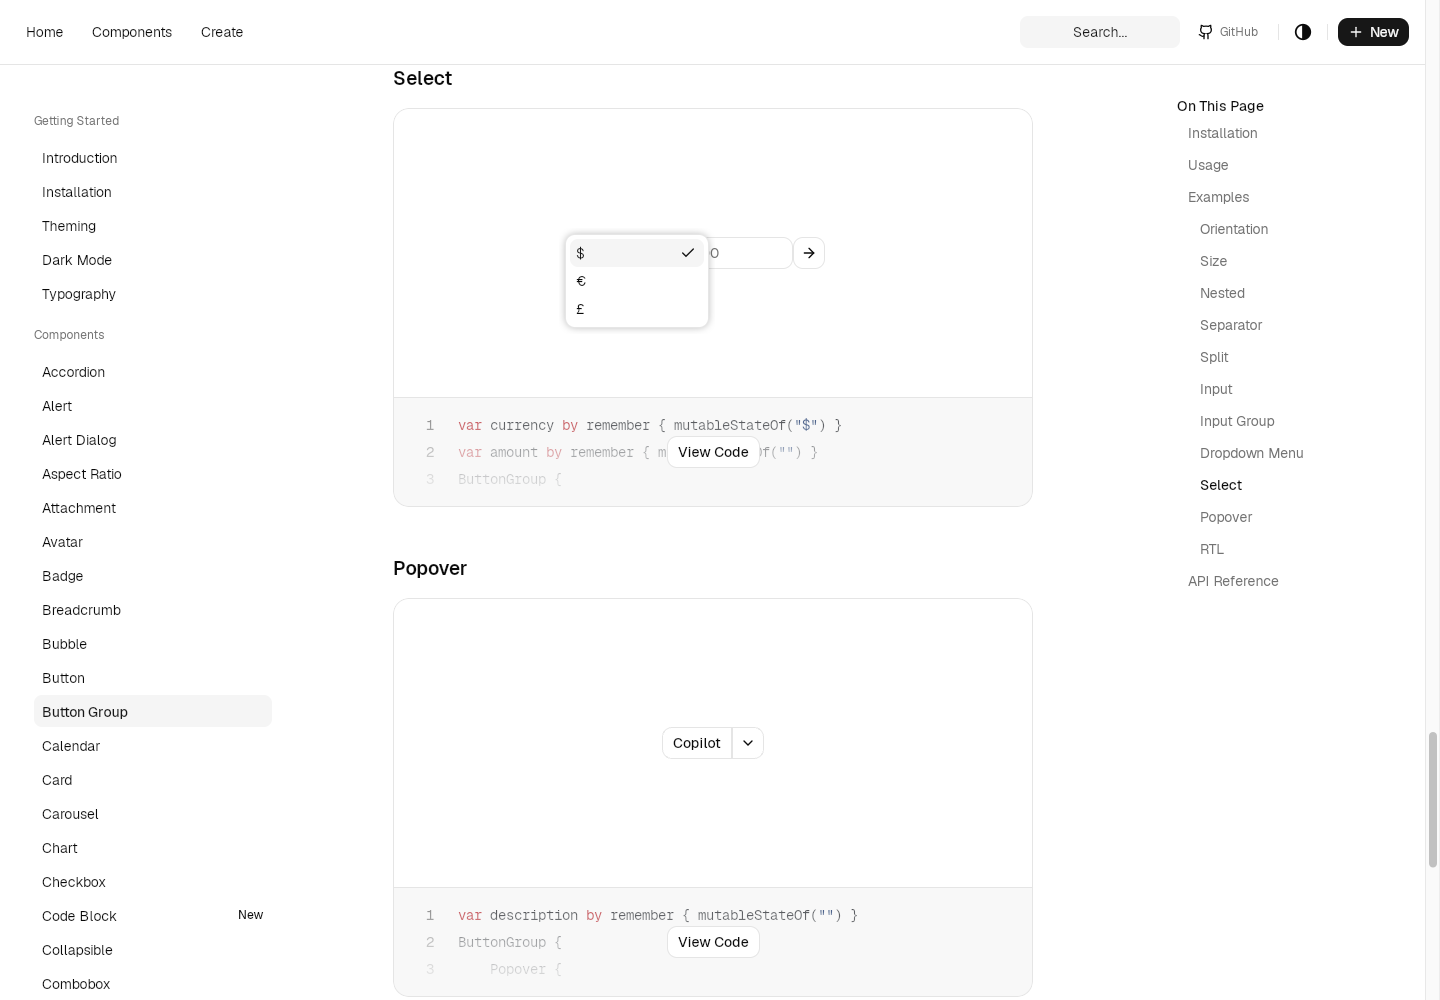 Home
Components
Create
Search...
GitHub
New
Getting Started
Introduction
Installation
Theming
Dark Mode
Typography
Components
Accordion
Alert
Alert Dialog
Aspect Ratio
Attachment
Avatar
Badge
Breadcrumb
Bubble
Button
Button Group
Calendar
Card
Carousel
Chart
Checkbox
Code Block New
Collapsible
Combobox
Select
$
0
€
£
1 var currency by remember { mutableStateOf("$") }
2 var amount by remember { m Of("") }
View Code
3 ButtonGroup {
Popover
Copilot
1 var description by remember { mutableStateOf("") }
2 ButtonGroup {
View Code
3 Popover {
On This Page
Installation
Usage
Examples
Orientation
Size
Nested
Separator
Split
Input
Input Group
Dropdown Menu
Select
Popover
RTL
API Reference